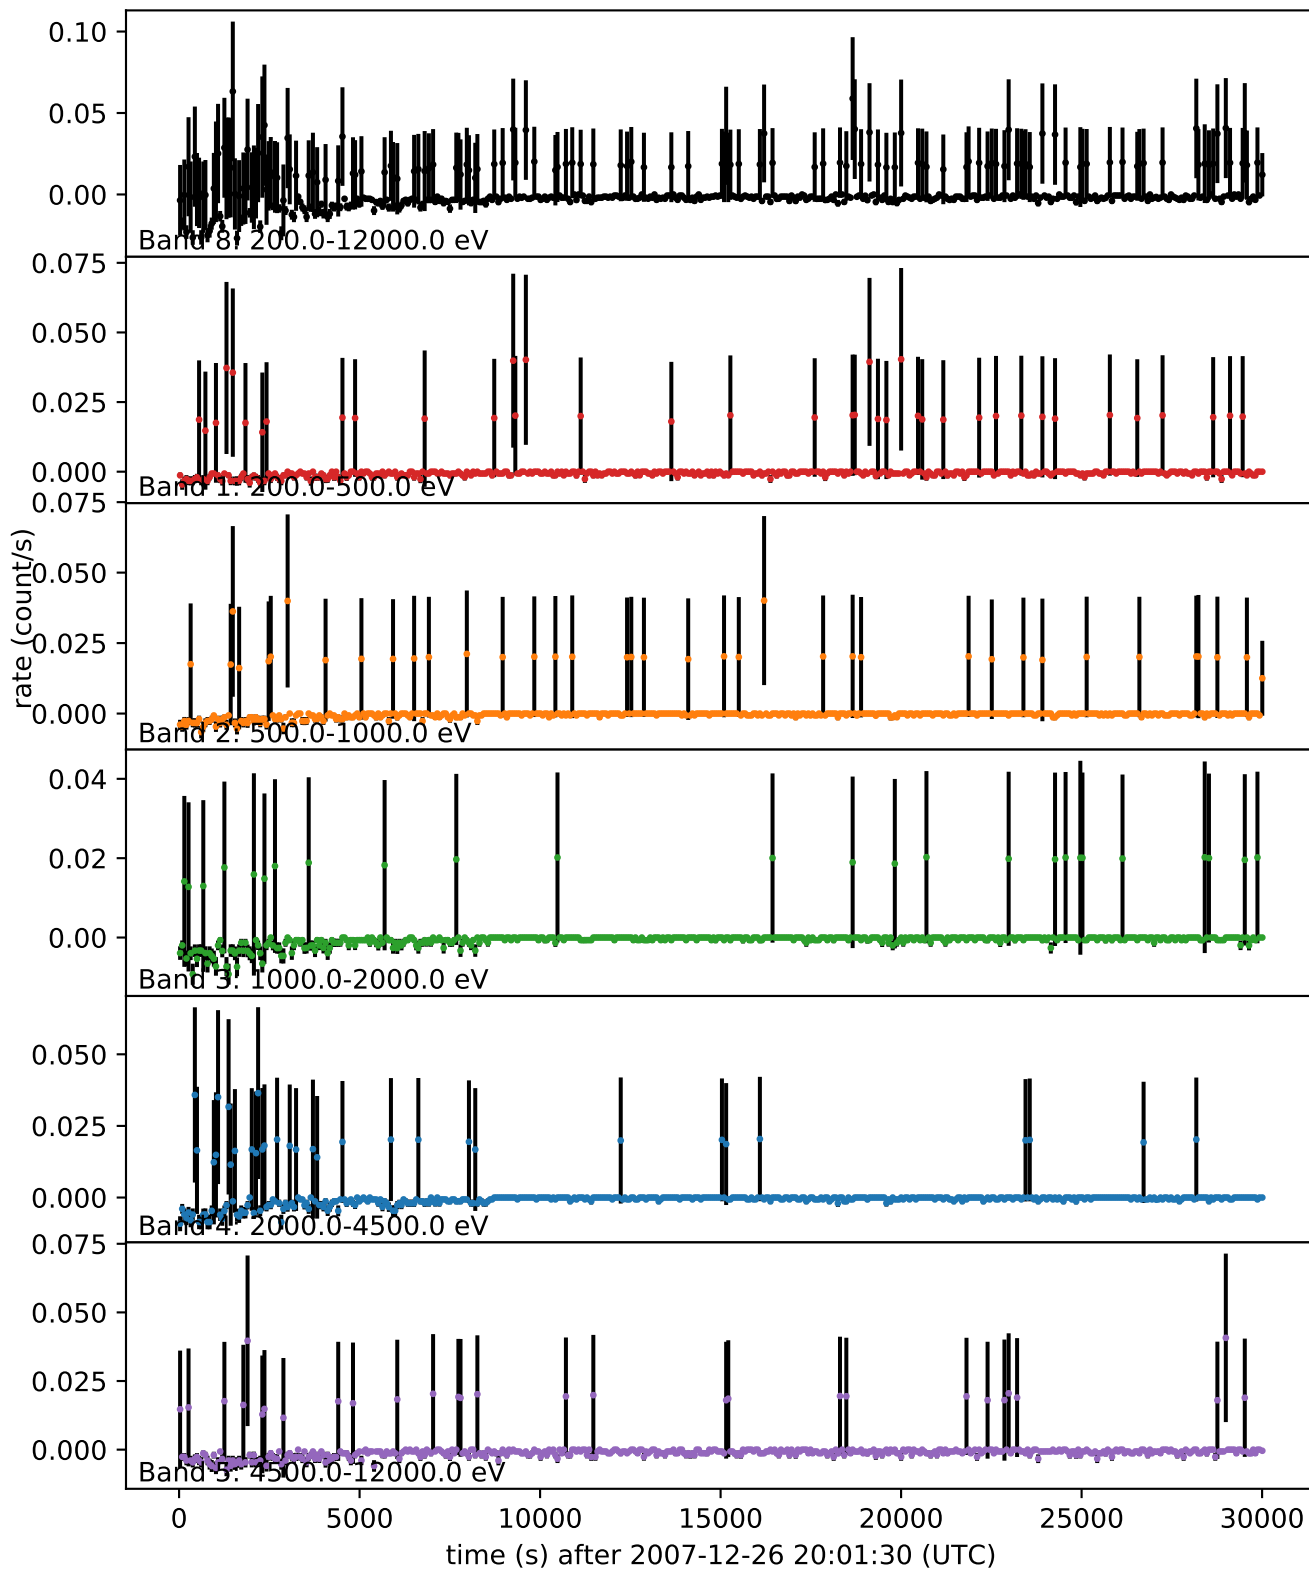 0.10
0.05
0.00
Band 8: 200.0-12000.0 eV
0.075
0.050
0.025
0.000
Band 1: 200.0-500.0 eV
0.075
0.050
0.025
0.000
rate (count/s)
Band 2: 500.0-1000.0 eV
0.04
0.02
0.00
Band 3: 1000.0-2000.0 eV
0.050
0.025
0.000
Band 4: 2000.0-4500.0 eV
0.075
0.050
0.025
0.000
Band 5: 4500.0-12000.0 eV
0 5000 10000 15000 20000 25000 30000
time (s) after 2007-12-26 20:01:30 (UTC)